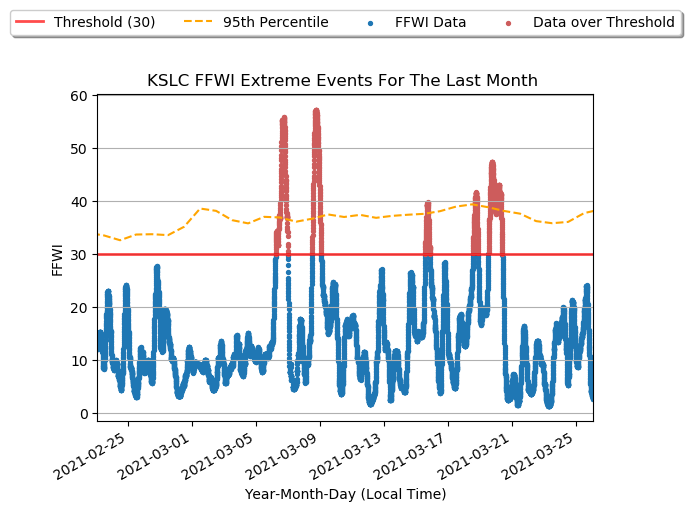 Threshold (30) 95th Percentile FFWI Data Data over Threshold
KSLC FFWI Extreme Events For The Last Month
60
50
40
30
20
10
0
FFWI
2021-02-25 2021-03-01 2021-03-05 2021-03-09 2021-03-13 2021-03-17 2021-03-21 2021-03-25
Year-Month-Day (Local Time)